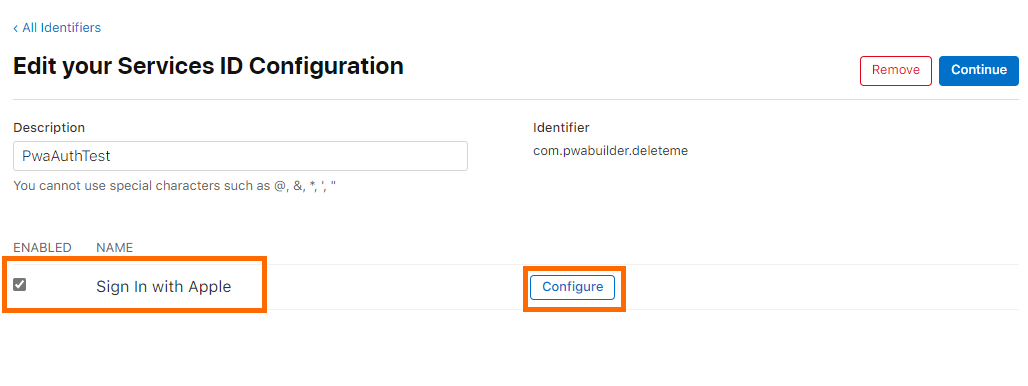 ‹ All Identifiers
Edit your Services ID Configuration
Remove
Continue
Description
Identifier
PwaAuthTest
com.pwabuilder.deleteme
You cannot use special characters such as @, &, *, ', "
ENABLED NAME
Sign In with Apple
Configure